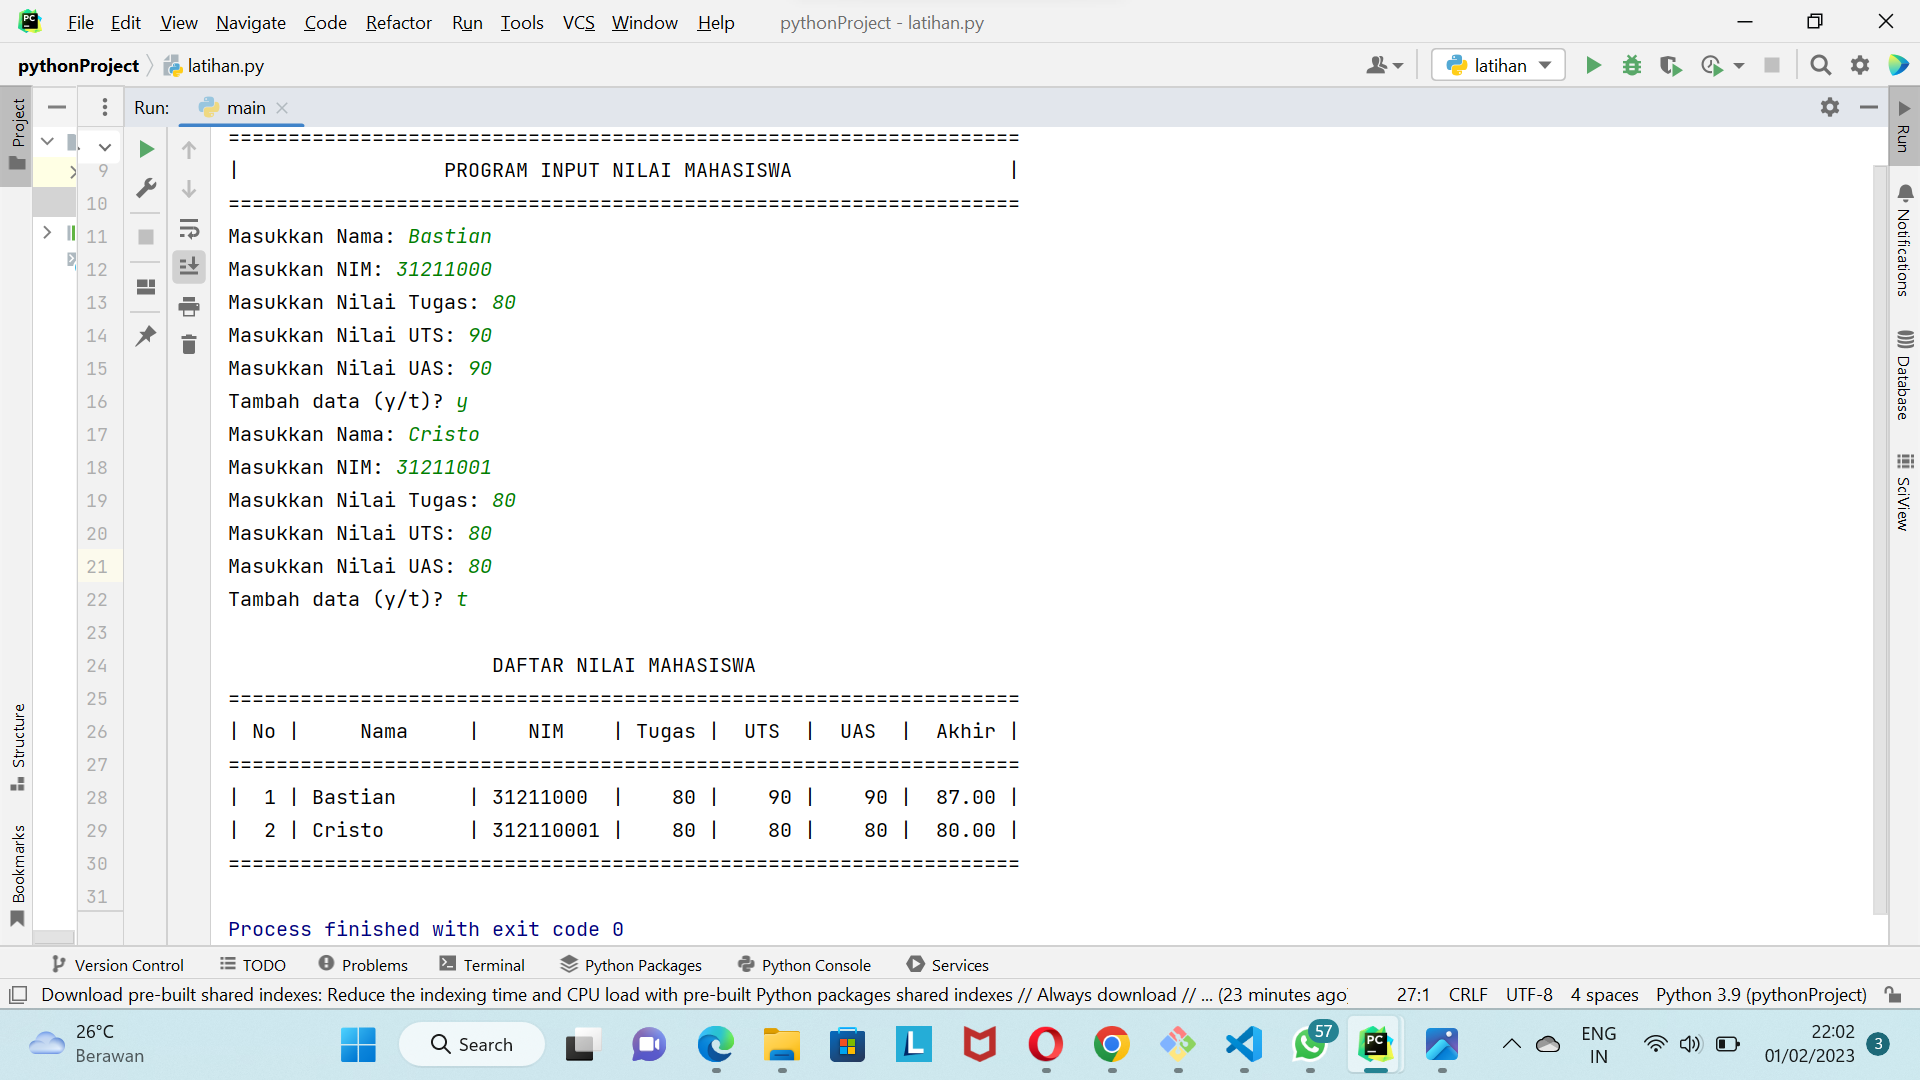 File Edit View Navigate Code Refactor Run Tools VCS Window Help pythonProject - latihan.py
pythonProject latihan.py latihan
Project
Run: main
Run
Notifications
Database
SciView
Structure
Bookmarks
9
10
11
12
13
14
15
16
17
18
19
20
21
22
23
24
25
26
27
28
29
30
31
==================================================================
| PROGRAM INPUT NILAI MAHASISWA |
==================================================================
Masukkan Nama: Bastian
Masukkan NIM: 31211000
Masukkan Nilai Tugas: 80
Masukkan Nilai UTS: 90
Masukkan Nilai UAS: 90
Tambah data (y/t)? y
Masukkan Nama: Cristo
Masukkan NIM: 31211001
Masukkan Nilai Tugas: 80
Masukkan Nilai UTS: 80
Masukkan Nilai UAS: 80
Tambah data (y/t)? t
DAFTAR NILAI MAHASISWA
==================================================================
| No | Nama | NIM | Tugas | UTS | UAS | Akhir |
==================================================================
| 1 | Bastian | 31211000 | 80 | 90 | 90 | 87.00 |
| 2 | Cristo | 312110001 | 80 | 80 | 80 | 80.00 |
==================================================================
Process finished with exit code 0
Version Control TODO Problems Terminal Python Packages Python Console Services
Download pre-built shared indexes: Reduce the indexing time and CPU load with pre-built Python packages shared indexes // Always download // ... (23 minutes ago) 27:1 CRLF UTF-8 4 spaces Python 3.9 (pythonProject)
26°C
Berawan
Search
57
ENG
IN
22:02
01/02/2023
3